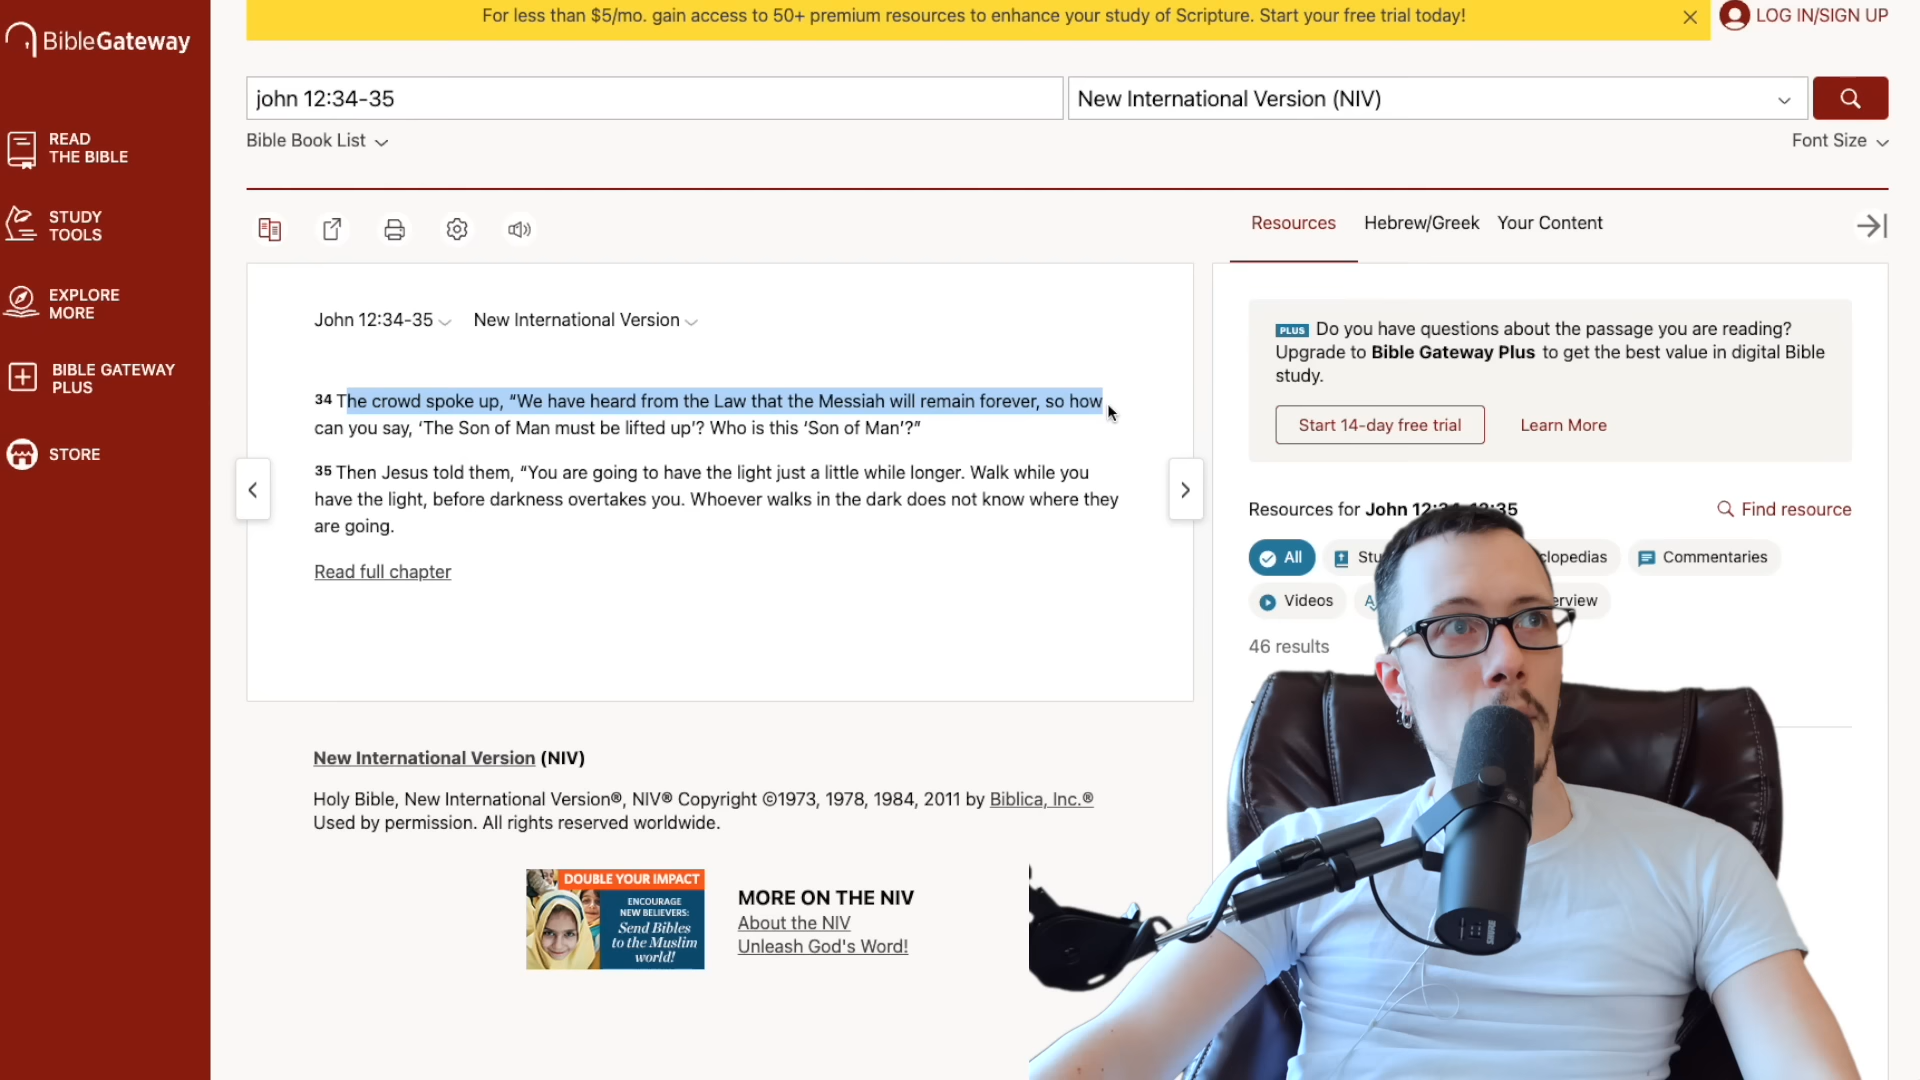 For less than $5/mo. gain access to 50+ premium resources to enhance your study of Scripture. Start your free trial today!
LOG IN/SIGN UP
BibleGateway
john 12:34-35
New International Version (NIV)
Bible Book List
Font Size
READ
THE BIBLE
STUDY
TOOLS
EXPLORE
MORE
BIBLE GATEWAY
PLUS
STORE
Resources
Hebrew/Greek
Your Content
John 12:34-35
New International Version
34 The crowd spoke up, “We have heard from the Law that the Messiah will remain forever, so how
can you say, ‘The Son of Man must be lifted up’? Who is this ‘Son of Man’?”
35 Then Jesus told them, “You are going to have the light just a little while longer. Walk while you
have the light, before darkness overtakes you. Whoever walks in the dark does not know where they
are going.
Read full chapter
PLUS Do you have questions about the passage you are reading?
Upgrade to Bible Gateway Plus to get the best value in digital Bible
study.
Start 14-day free trial
Learn More
Resources for John
Find resource
All
Commentaries
Videos
46 results
New International Version (NIV)
Holy Bible, New International Version®, NIV® Copyright ©1973, 1978, 1984, 2011 by Biblica, Inc.®
Used by permission. All rights reserved worldwide.
DOUBLE YOUR IMPACT
ENCOURAGE
NEW BELIEVERS:
Send Bibles
to the Muslim
world!
MORE ON THE NIV
About the NIV
Unleash God's Word!